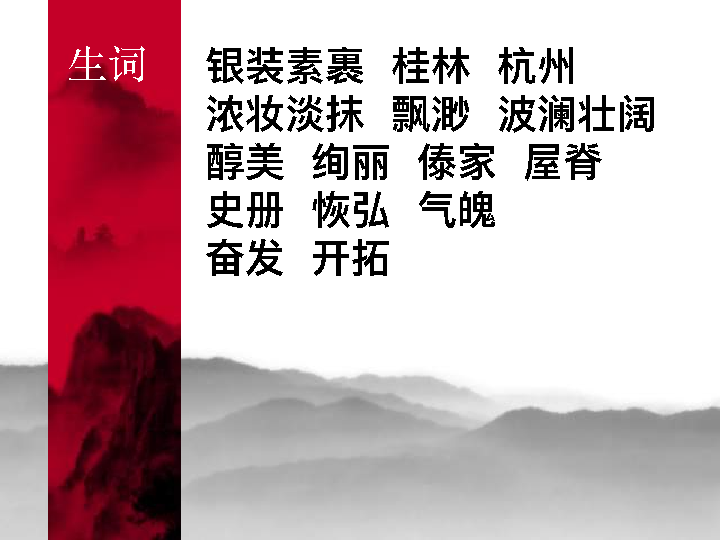 生词
银装素裹 桂林 杭州
浓妆淡抹 飘渺 波澜壮阔
醇美 绚丽 傣家 屋脊
史册 恢弘 气魄
奋发 开拓